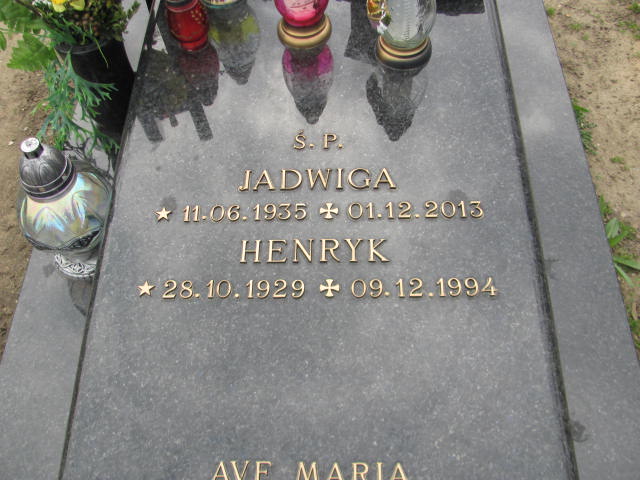 Ś. P.
JADWIGA
★ 11.06.1935 ✠ 01.12.2013
HENRYK
★ 28.10.1929 ✠ 09.12.1994
AVE MARIA